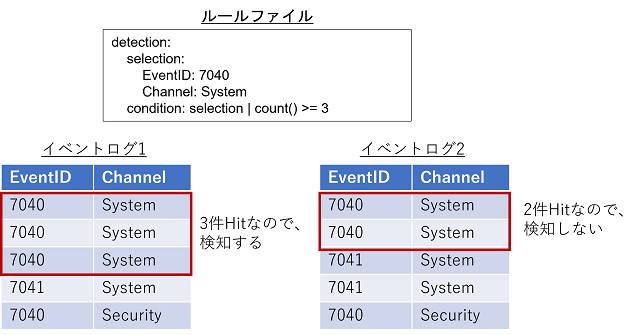 ルールファイル
detection:
selection:
EventID: 7040
Channel: System
condition: selection | count() >= 3
イベントログ1
EventID Channel
7040 System
7040 System
7040 System
7041 System
7040 Security
3件Hitなので、
検知する
イベントログ2
EventID Channel
7040 System
7040 System
7041 System
7041 System
7040 Security
2件Hitなので、
検知しない